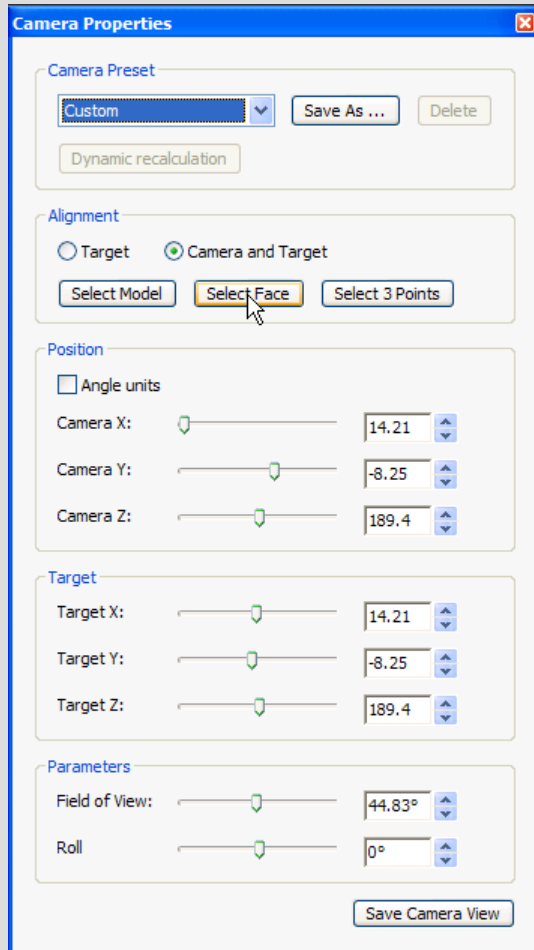 Camera Properties
Camera Preset
Custom Save As ... Delete
Dynamic recalculation
Alignment
Target Camera and Target
Select Model Select Face Select 3 Points
Position
Angle units
Camera X: 14.21
Camera Y: -8.25
Camera Z: 189.4
Target
Target X: 14.21
Target Y: -8.25
Target Z: 189.4
Parameters
Field of View: 44.83°
Roll 0°
Save Camera View